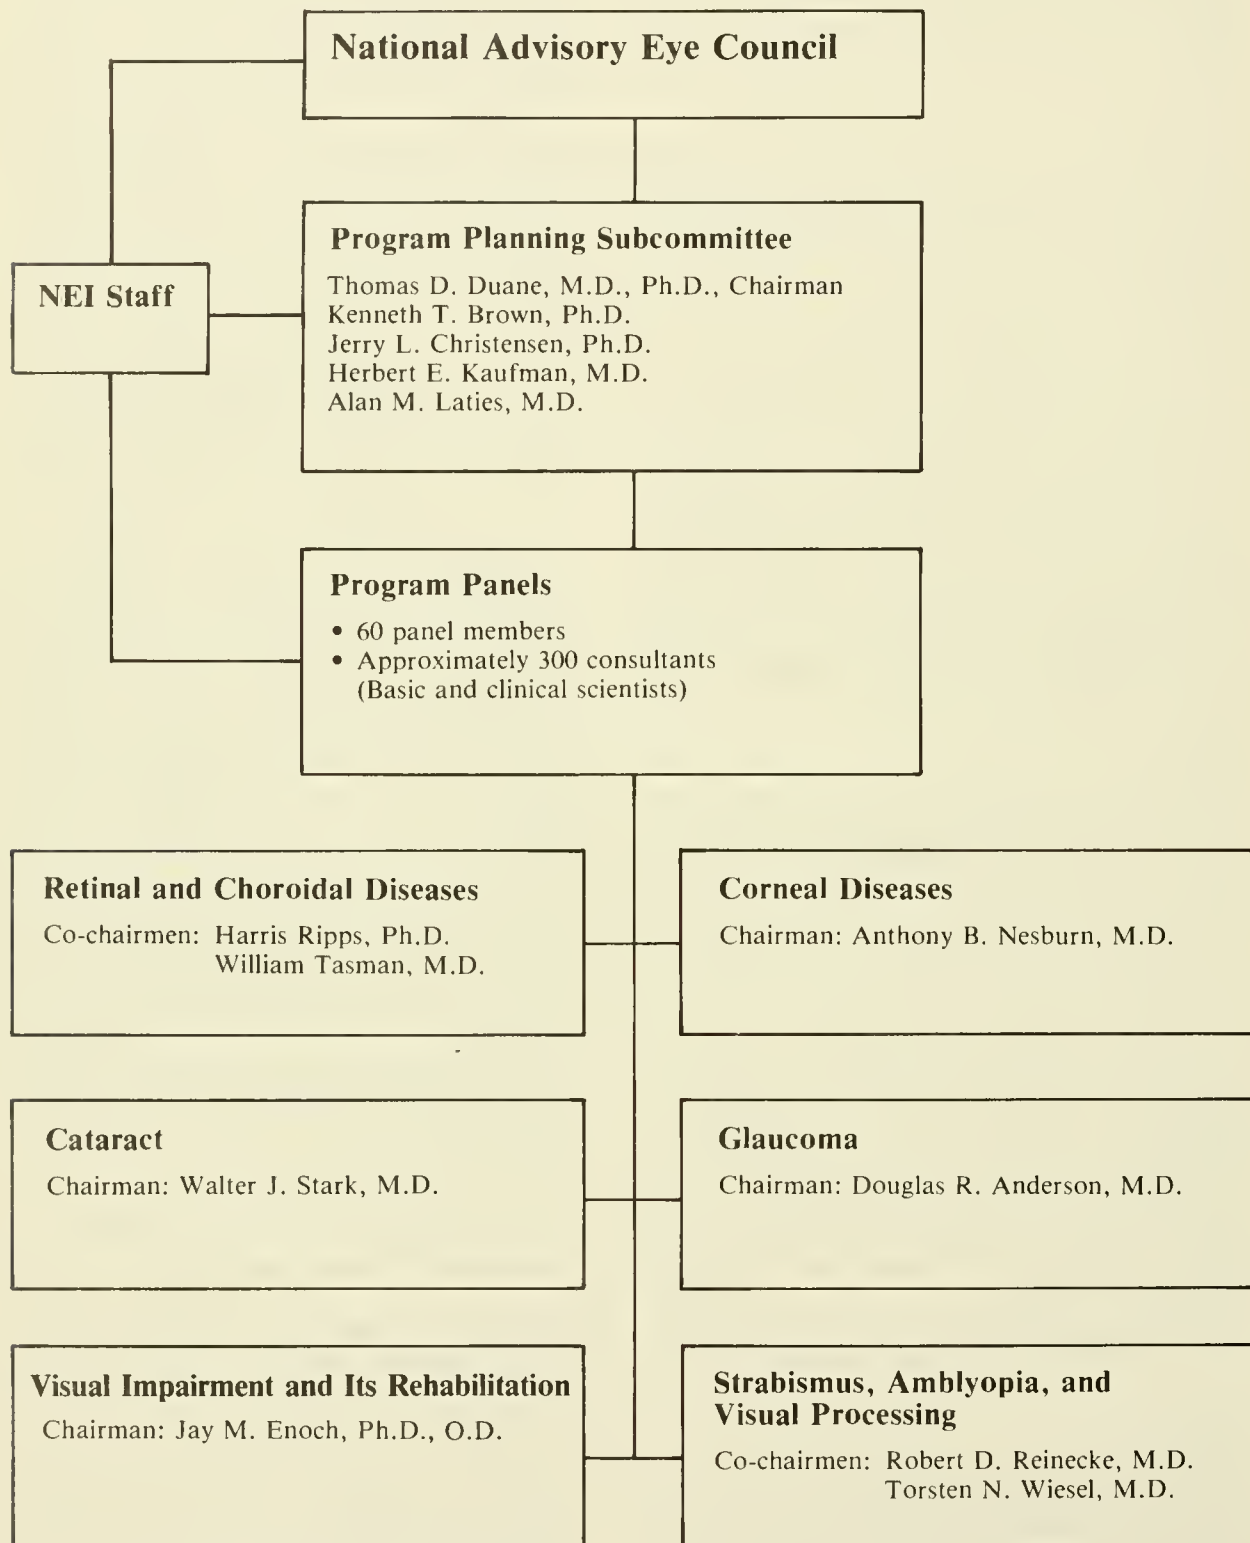 National Advisory Eye Council
NEI Staff
Program Planning Subcommittee
Thomas D. Duane, M.D., Ph.D., Chairman
Kenneth T. Brown, Ph.D.
Jerry L. Christensen, Ph.D.
Herbert E. Kaufman, M.D.
Alan M. Laties, M.D.
Program Panels
• 60 panel members
• Approximately 300 consultants
(Basic and clinical scientists)
Retinal and Choroidal Diseases
Co-chairmen: Harris Ripps, Ph.D.
William Tasman, M.D.
Corneal Diseases
Chairman: Anthony B. Nesburn, M.D.
Cataract
Chairman: Walter J. Stark, M.D.
Glaucoma
Chairman: Douglas R. Anderson, M.D.
Visual Impairment and Its Rehabilitation
Chairman: Jay M. Enoch, Ph.D., O.D.
Strabismus, Amblyopia, and
Visual Processing
Co-chairmen: Robert D. Reinecke, M.D.
Torsten N. Wiesel, M.D.